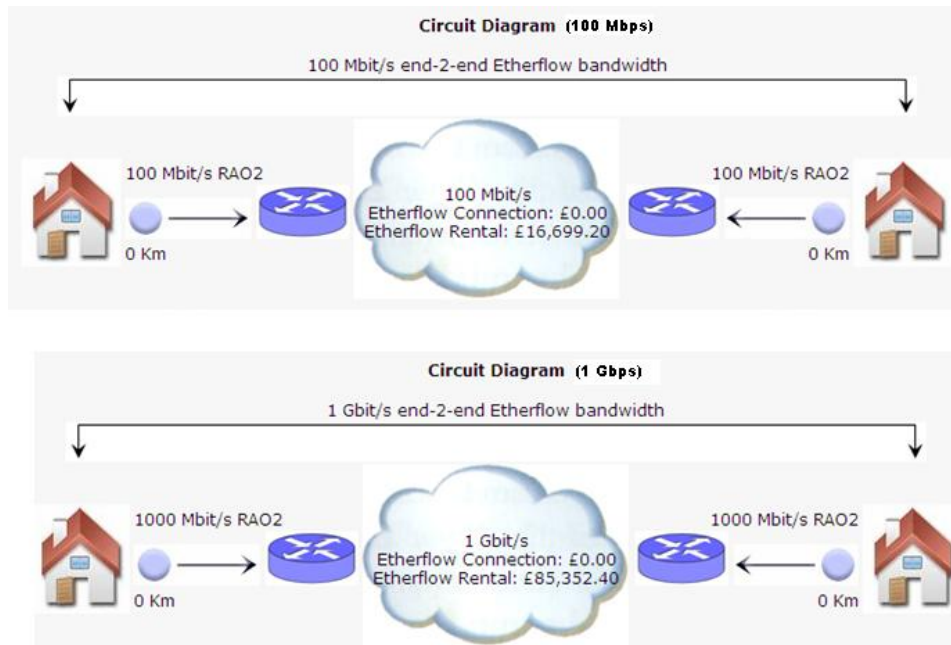 Circuit Diagram (100 Mbps)
100 Mbit/s end-2-end Etherflow bandwidth
100 Mbit/s RAO2
100 Mbit/s RAO2
100 Mbit/s
Etherflow Connection: £0.00
Etherflow Rental: £16,699.20
0 Km
0 Km
Circuit Diagram (1 Gbps)
1 Gbit/s end-2-end Etherflow bandwidth
1000 Mbit/s RAO2
1000 Mbit/s RAO2
1 Gbit/s
Etherflow Connection: £0.00
Etherflow Rental: £85,352.40
0 Km
0 Km